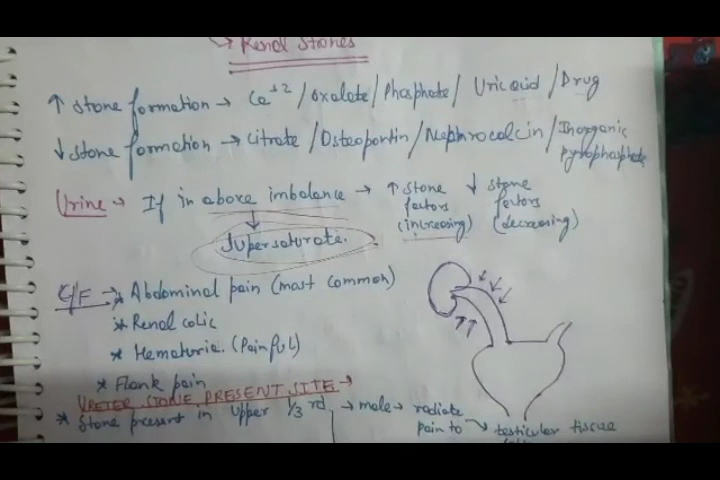 ↳ Renal Stones
↑ stone formation → Ca+2 / oxalate / Phosphate / Uric acid / Drug
↓ stone formation → Citrate / Osteopontin / Nephrocalcin / Inorganic
pyrophosphate
Urine → If in above imbalance → ↑ stone ↓ stone
factors factors
(increasing) (decreasing)
↓
Supersaturate.
C/F → * Abdominal pain (most common)
* Renal colic
* Hematuria. (Painful)
* Flank pain
URETER STONE PRESENT SITE →
* Stone present in Upper 1/3 rd → male → radiate
pain to → testicular tissue